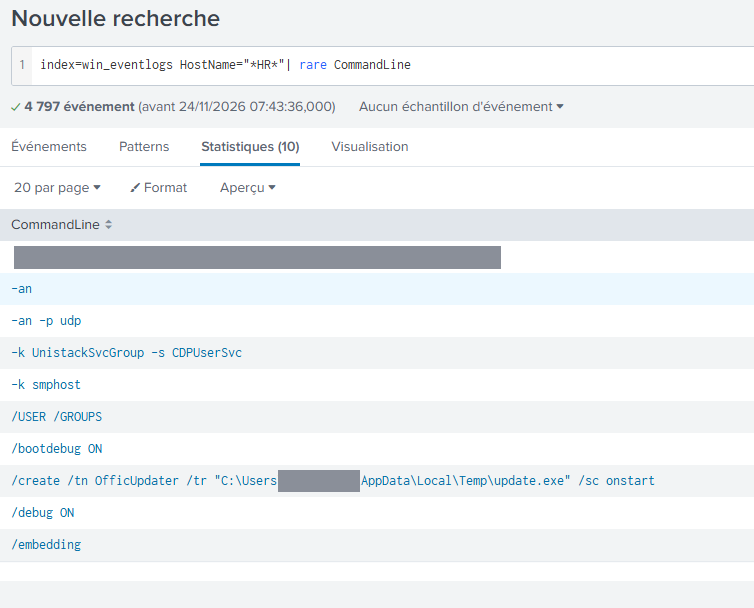 Nouvelle recherche
1 index=win_eventlogs HostName="*HR*"| rare CommandLine
4 797 événement (avant 24/11/2026 07:43:36,000) Aucun échantillon d'événement
Événements Patterns Statistiques (10) Visualisation
20 par page Format Aperçu
CommandLine
-an
-an -p udp
-k UnistackSvcGroup -s CDPUserSvc
-k smphost
/USER /GROUPS
/bootdebug ON
/create /tn OfficUpdater /tr "C:\Users AppData\Local\Temp\update.exe" /sc onstart
/debug ON
/embedding